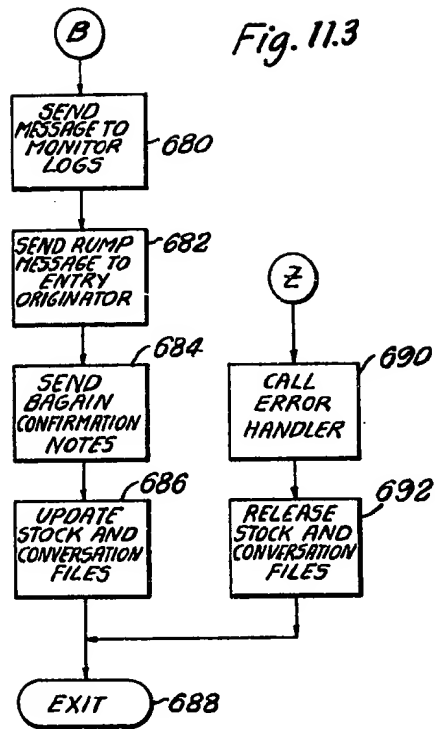 B
Fig. 11.3
SEND
MESSAGE TO
MONITOR
LOGS
680
SEND RUMP
MESSAGE TO
ENTRY
ORIGINATOR
682
SEND
BAGAIN
CONFIRMATION
NOTES
684
UPDATE
STOCK AND
CONVERSATION
FILES
686
Z
CALL
ERROR
HANDLER
690
RELEASE
STOCK AND
CONVERSATION
FILES
692
EXIT
688